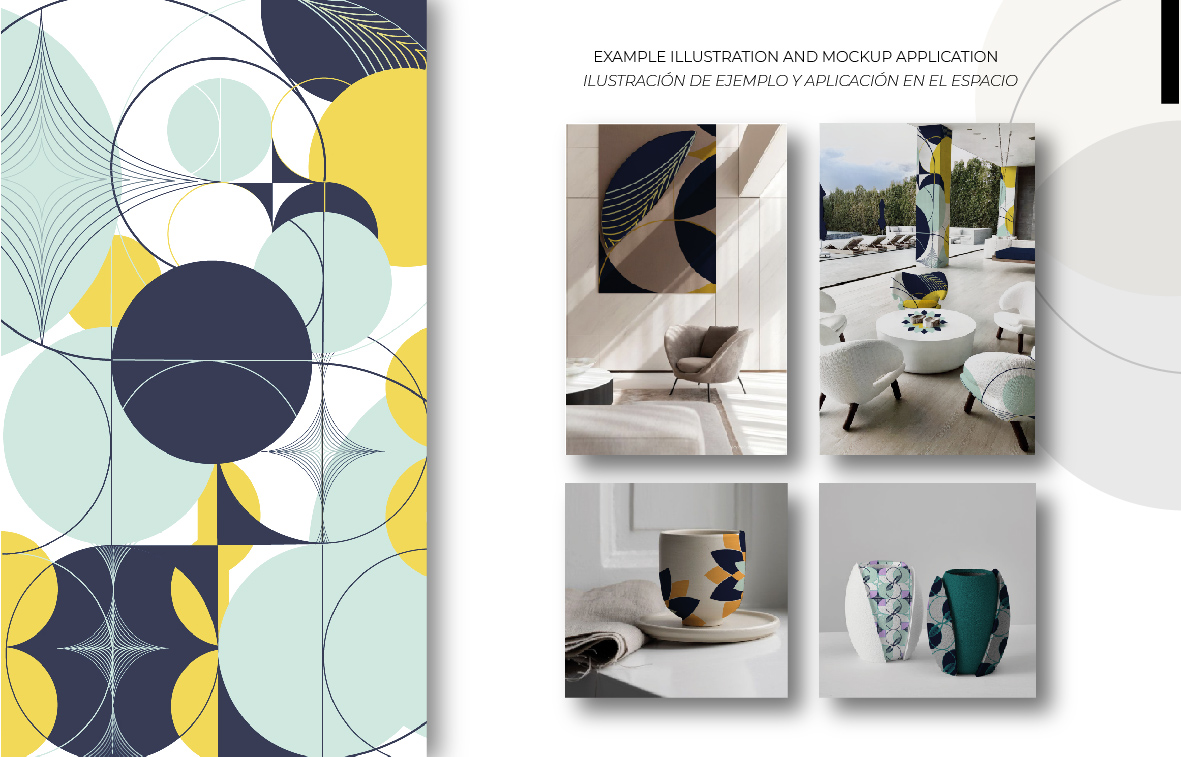 EXAMPLE ILLUSTRATION AND MOCKUP APPLICATION
ILUSTRACIÓN DE EJEMPLO Y APLICACIÓN EN EL ESPACIO